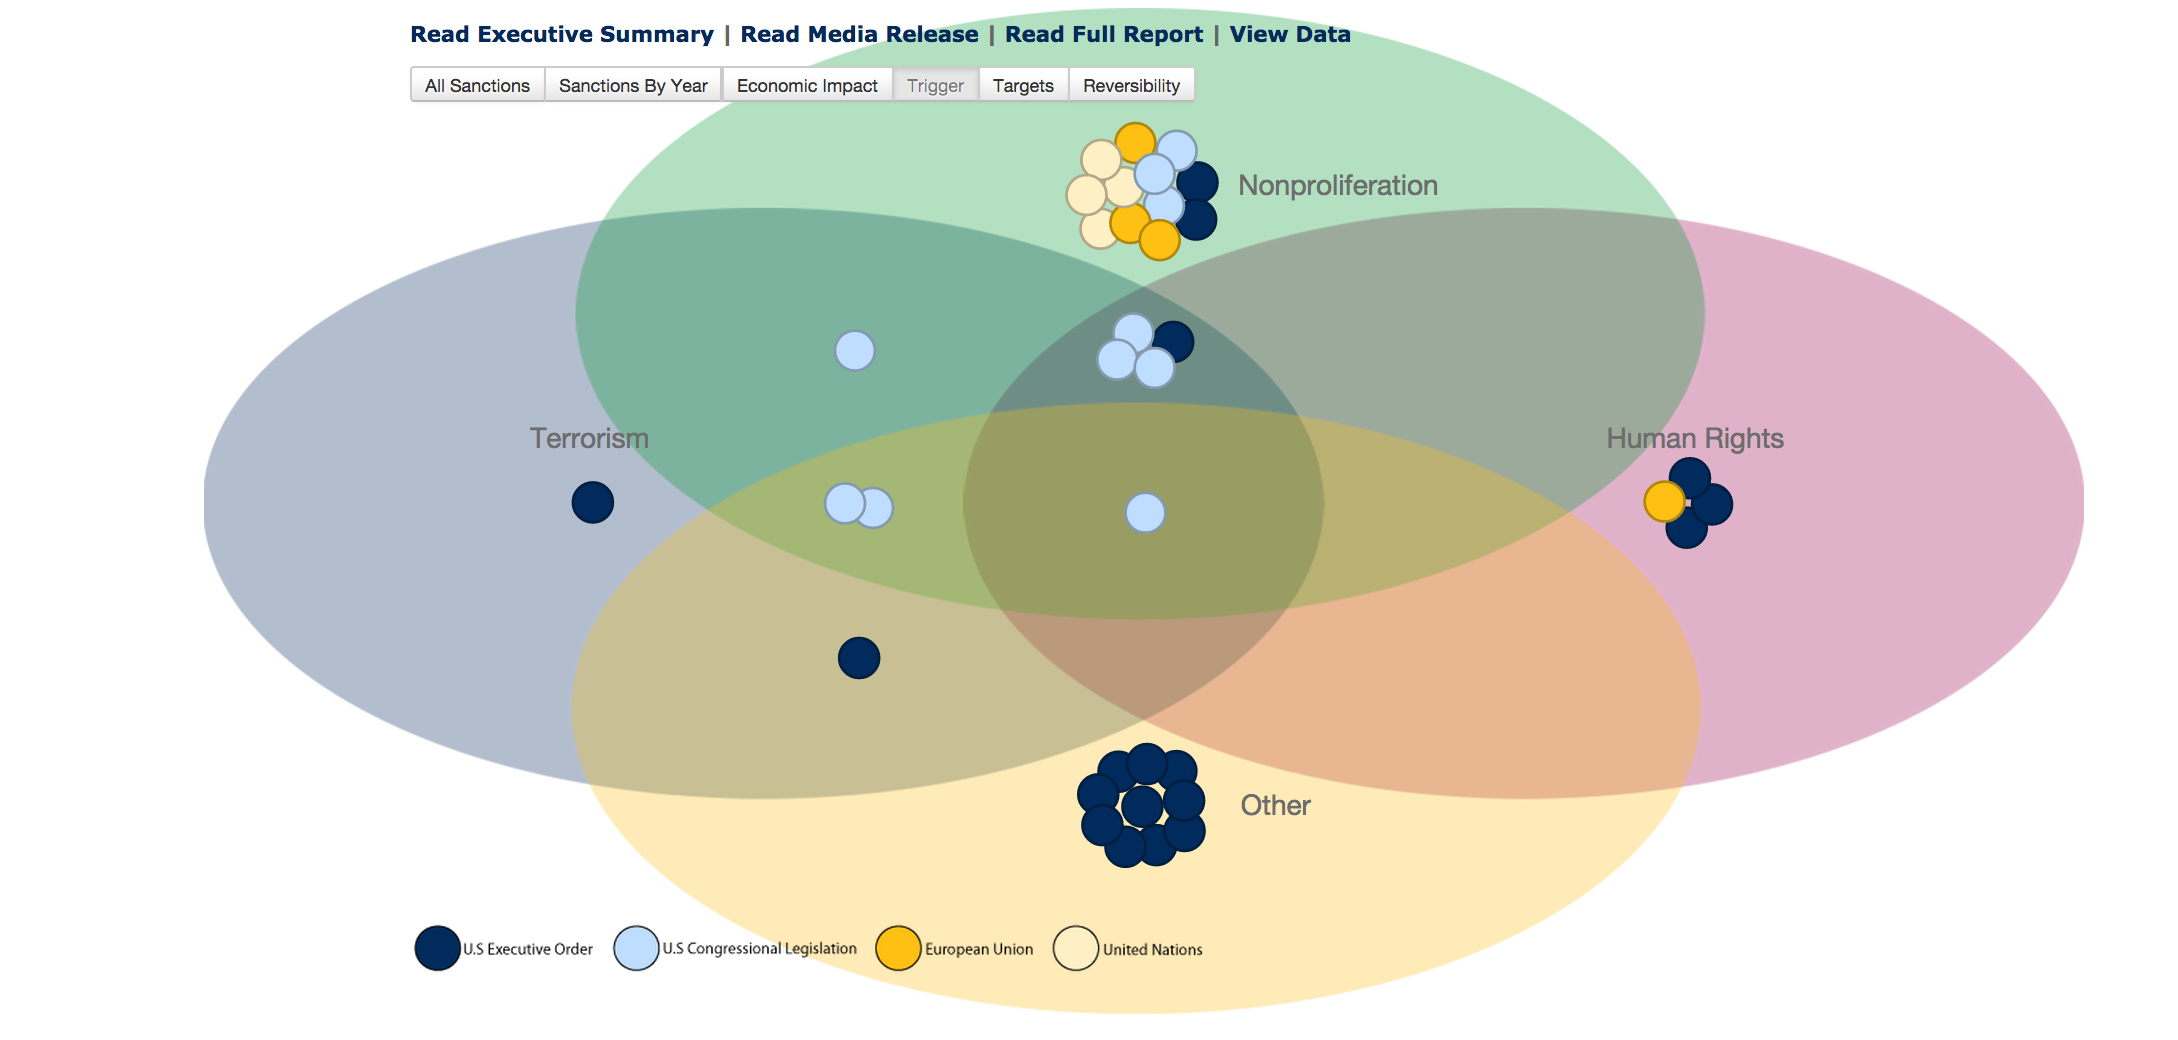 Read Executive Summary | Read Media Release | Read Full Report | View Data
All Sanctions Sanctions By Year Economic Impact Trigger Targets Reversibility
Nonproliferation
Terrorism
Human Rights
Other
U.S Executive Order U.S Congressional Legislation European Union United Nations